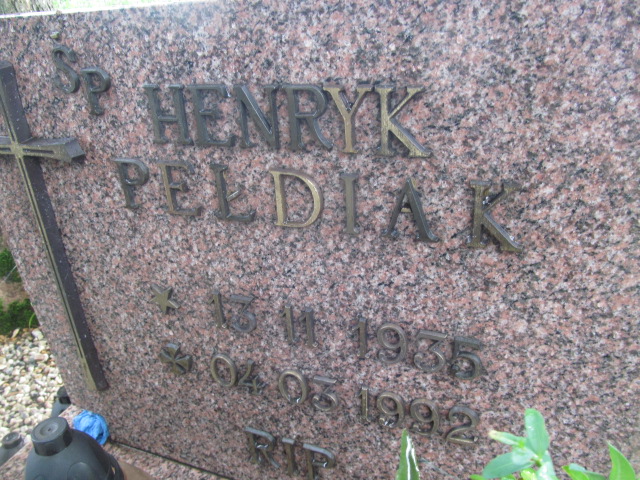 ŚP
HENRYK
PEŁDIAK
13 11 1935
04 03 1992
RIP